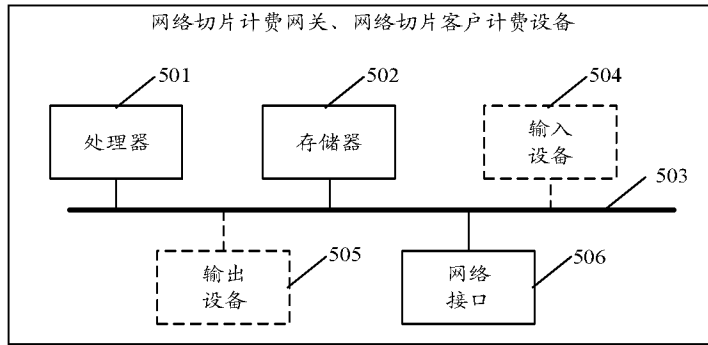 网络切片计费网关、网络切片客户计费设备
501
502
504
处理器
存储器
输入
设备
503
505
506
输出
设备
网络
接口